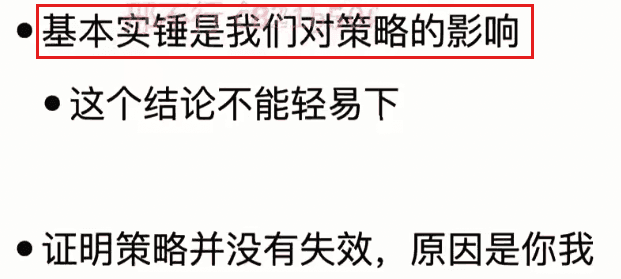 基本实锤是我们对策略的影响
这个结论不能轻易下
证明策略并没有失效，原因是你我